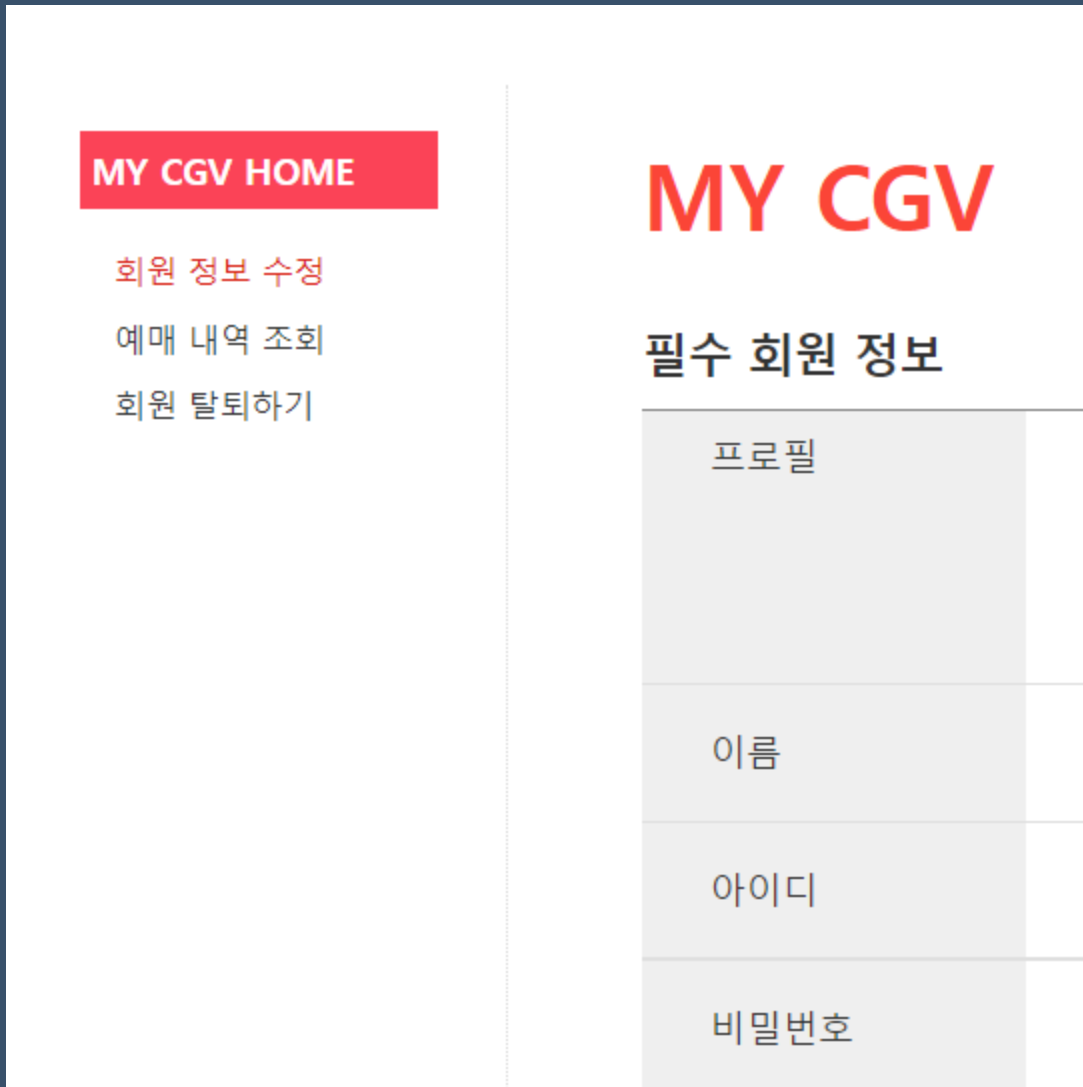 MY CGV HOME
회원 정보 수정
예매 내역 조회
회원 탈퇴하기
MY CGV
필수 회원 정보
프로필
이름
아이디
비밀번호